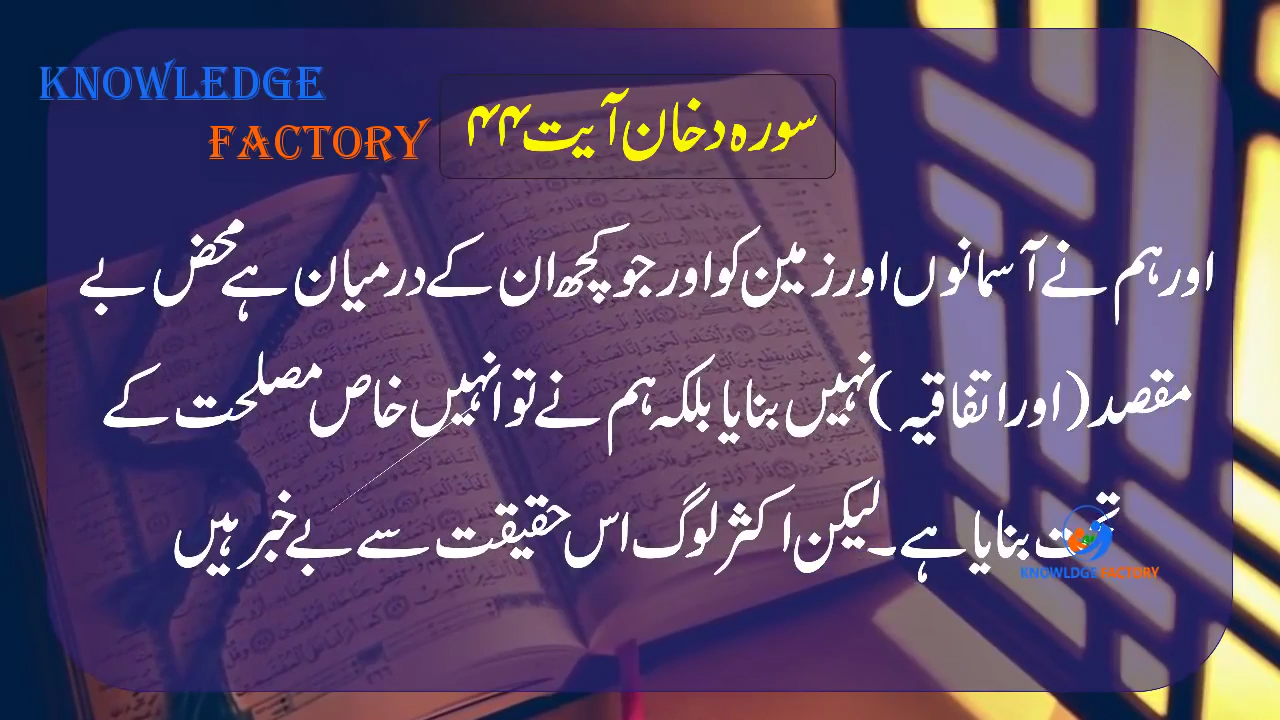 KNOWLEDGE
FACTORY
سورہ دخان آیت ۴۴
اور ہم نے آسمانوں اور زمین کو اور جو کچھ ان کے درمیان ہے محض بے
مقصد (اور اتفاقیہ) نہیں بنایا بلکہ ہم نے تو انہیں خاص مصلحت کے
تحت بنایا ہے۔ لیکن اکثر لوگ اس حقیقت سے بے خبر ہیں
KNOWLDGE FACTORY